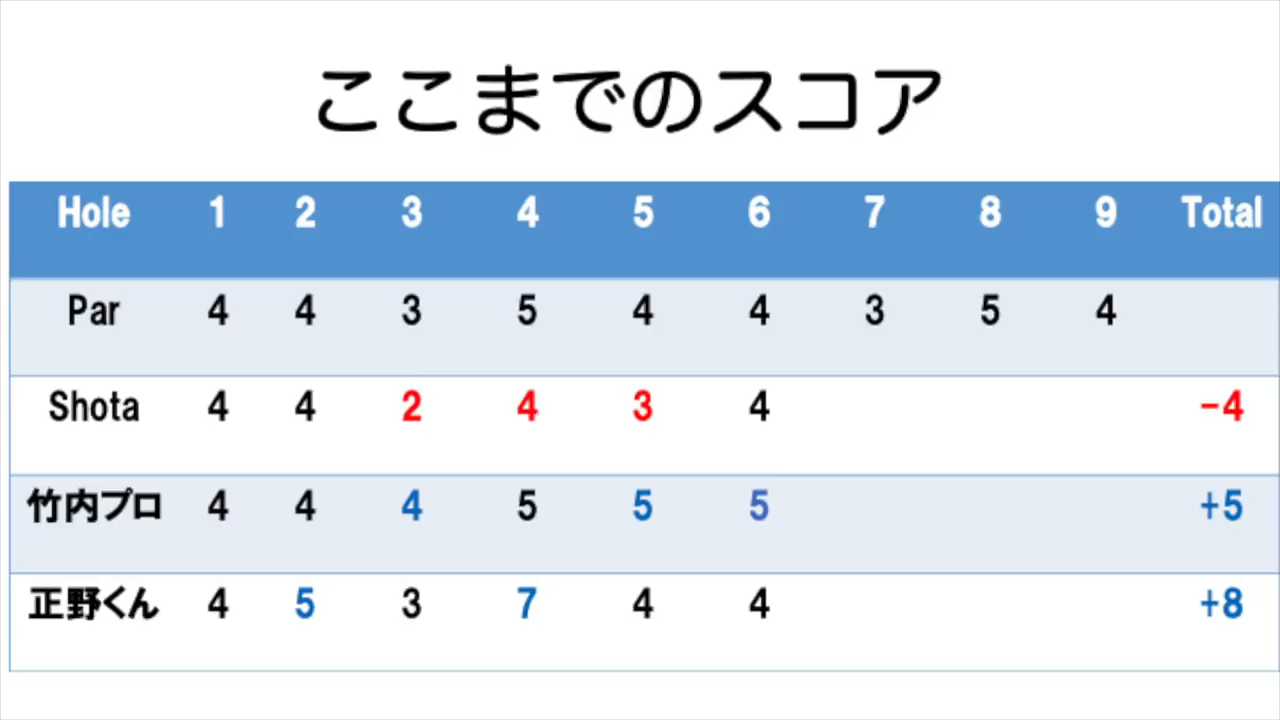 ここまでのスコア
Hole 1 2 3 4 5 6 7 8 9 Total
Par 4 4 3 5 4 4 3 5 4
Shota 4 4 2 4 3 4 -4
竹内プロ 4 4 4 5 5 5 +5
正野くん 4 5 3 7 4 4 +8